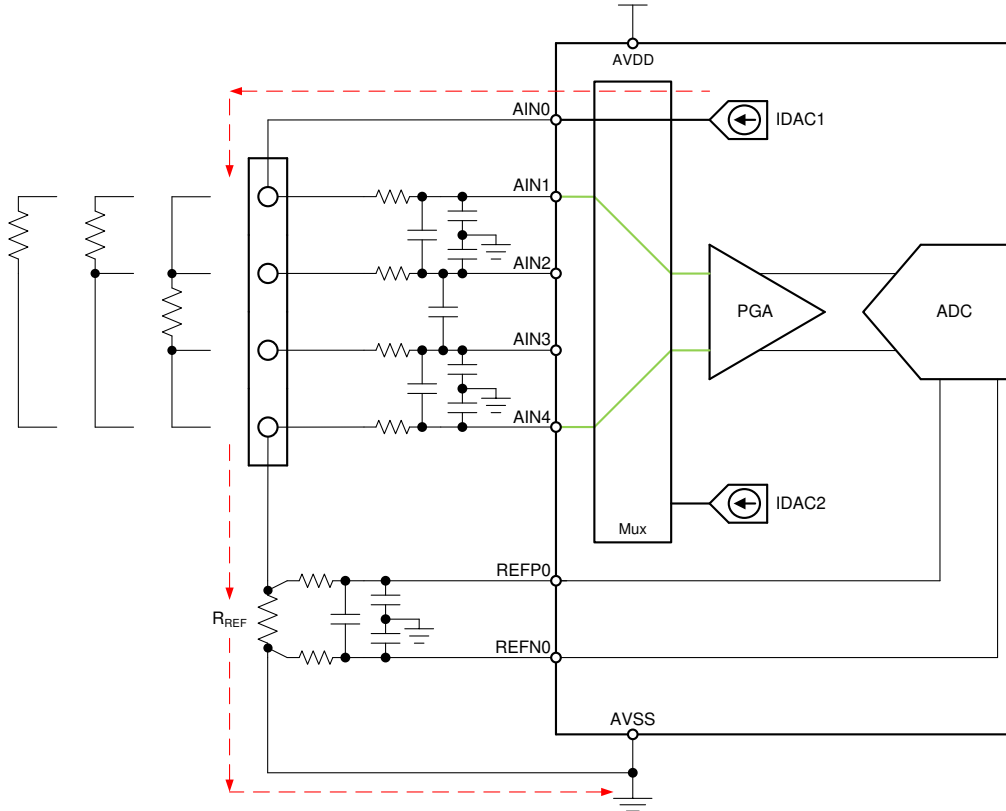 AVDD
AIN0
IDAC1
AIN1
AIN2
PGA
ADC
AIN3
AIN4
IDAC2
Mux
REFP0
RREF
REFN0
AVSS